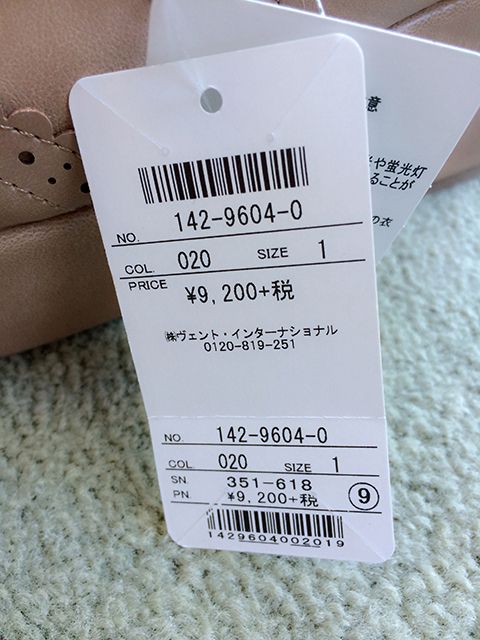 NO. 142-9604-0
COL. 020 SIZE 1
PRICE
¥9,200+税
㈱ヴェント・インターナショナル
0120-819-251
NO. 142-9604-0
COL 020 SIZE 1
SN 351-618
PN ¥9,200+税 ⑨
1429604002019
意
や蛍光灯
ることが
の衣